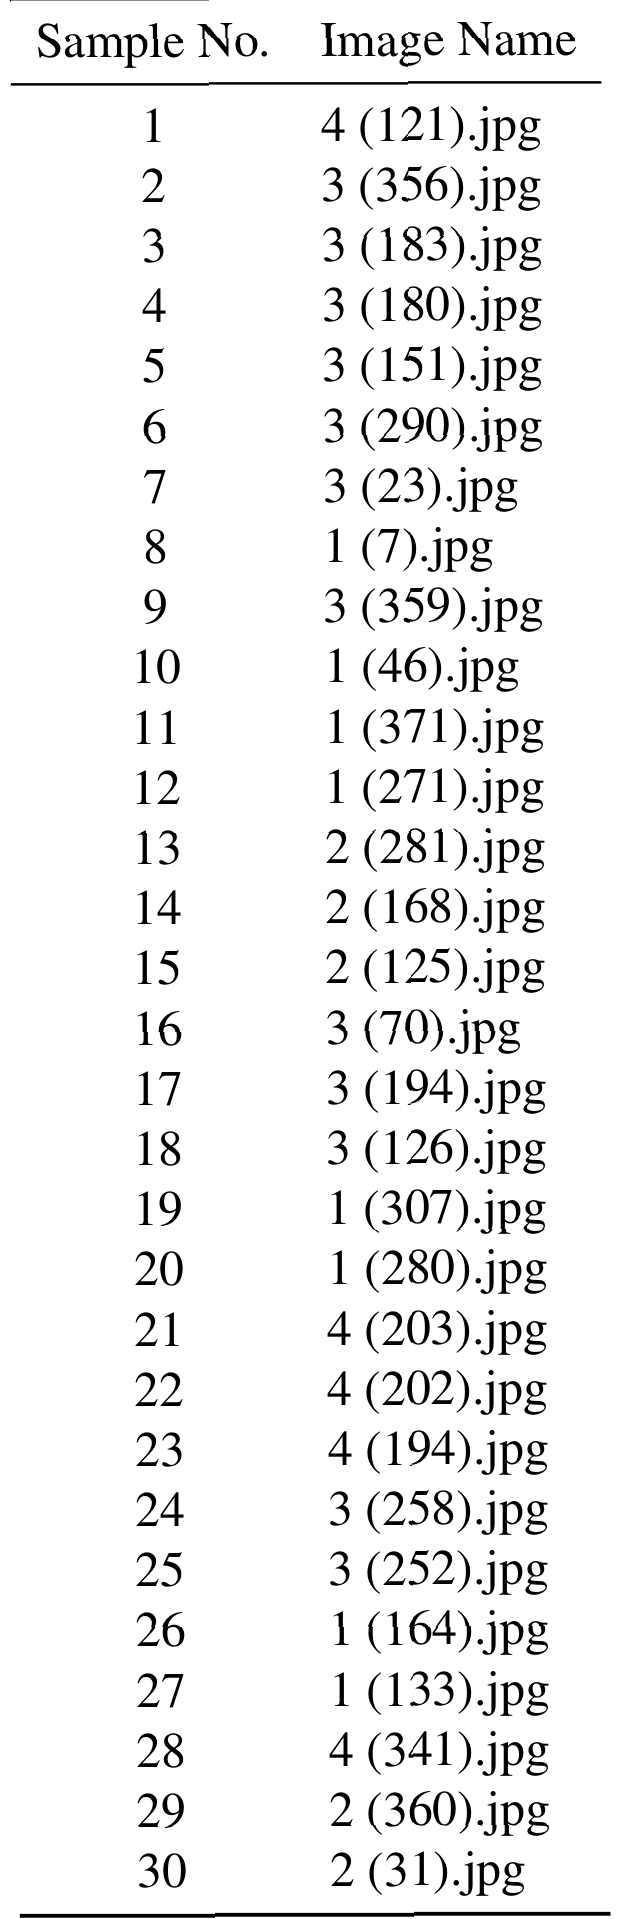 Sample No. Image Name
1 4 (121).jpg
2 3 (356).jpg
3 3 (183).jpg
4 3 (180).jpg
5 3 (151).jpg
6 3 (290).jpg
7 3 (23).jpg
8 1 (7).jpg
9 3 (359).jpg
10 1 (46).jpg
11 1 (371).jpg
12 1 (271).jpg
13 2 (281).jpg
14 2 (168).jpg
15 2 (125).jpg
16 3 (70).jpg
17 3 (194).jpg
18 3 (126).jpg
19 1 (307).jpg
20 1 (280).jpg
21 4 (203).jpg
22 4 (202).jpg
23 4 (194).jpg
24 3 (258).jpg
25 3 (252).jpg
26 1 (164).jpg
27 1 (133).jpg
28 4 (341).jpg
29 2 (360).jpg
30 2 (31).jpg